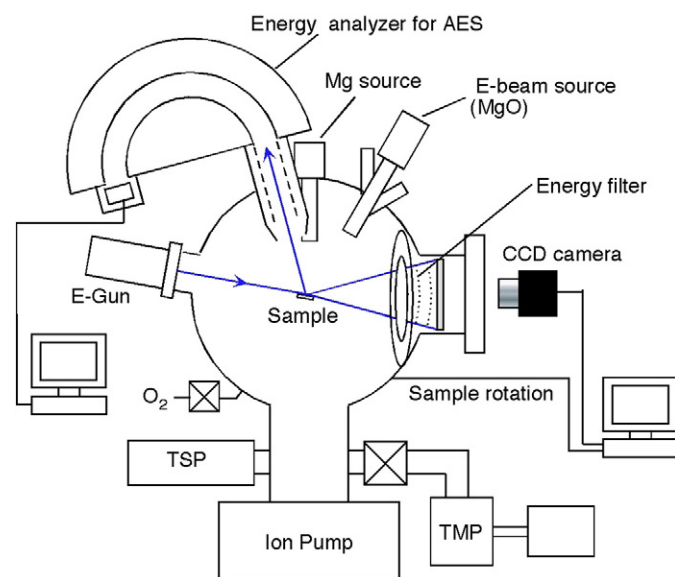 Energy analyzer for AES
Mg source
E-beam source
(MgO)
Energy filter
CCD camera
E-Gun
Sample
O2
Sample rotation
TSP
TMP
Ion Pump